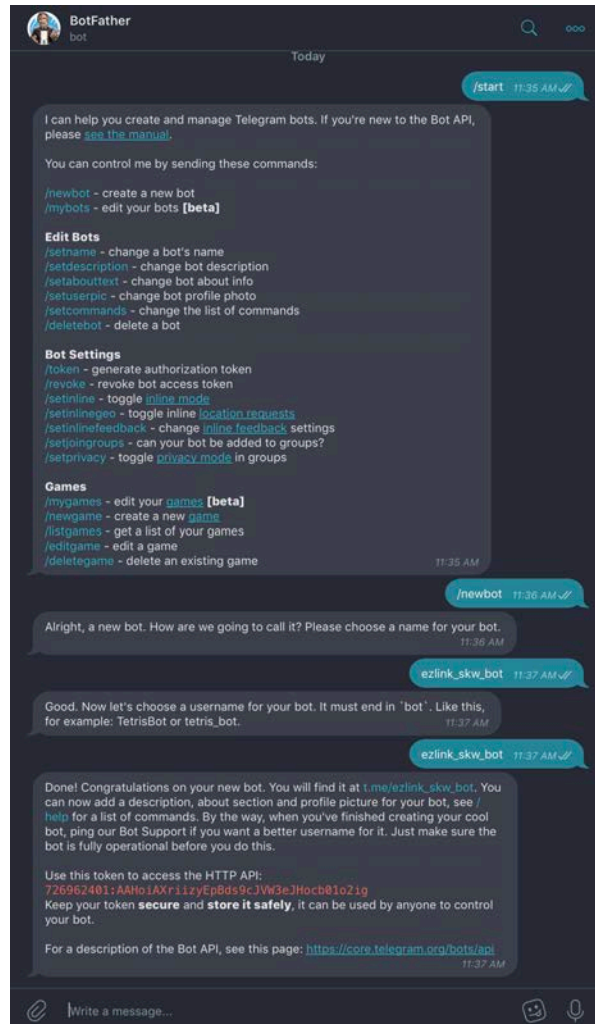 BotFather
bot
Today
/start 11:35 AM
I can help you create and manage Telegram bots. If you're new to the Bot API,
please see the manual.
You can control me by sending these commands:
/newbot - create a new bot
/mybots - edit your bots [beta]
Edit Bots
/setname - change a bot's name
/setdescription - change bot description
/setabouttext - change bot about info
/setuserpic - change bot profile photo
/setcommands - change the list of commands
/deletebot - delete a bot
Bot Settings
/token - generate authorization token
/revoke - revoke bot access token
/setinline - toggle inline mode
/setinlinegeo - toggle inline location requests
/setinlinefeedback - change inline feedback settings
/setjoingroups - can your bot be added to groups?
/setprivacy - toggle privacy mode in groups
Games
/mygames - edit your games [beta]
/newgame - create a new game
/listgames - get a list of your games
/editgame - edit a game
/deletegame - delete an existing game
11:35 AM
/newbot 11:36 AM
Alright, a new bot. How are we going to call it? Please choose a name for your bot.
11:36 AM
ezlink_skw_bot 11:37 AM
Good. Now let's choose a username for your bot. It must end in `bot`. Like this,
for example: TetrisBot or tetris_bot.
11:37 AM
ezlink_skw_bot 11:37 AM
Done! Congratulations on your new bot. You will find it at t.me/ezlink_skw_bot. You
can now add a description, about section and profile picture for your bot, see /
help for a list of commands. By the way, when you've finished creating your cool
bot, ping our Bot Support if you want a better username for it. Just make sure the
bot is fully operational before you do this.
Use this token to access the HTTP API:
726962401:AAHoiAXriizyEpBds9cJVW3eJHocb01o2ig
Keep your token secure and store it safely, it can be used by anyone to control
your bot.
For a description of the Bot API, see this page: https://core.telegram.org/bots/api
11:37 AM
Write a message...